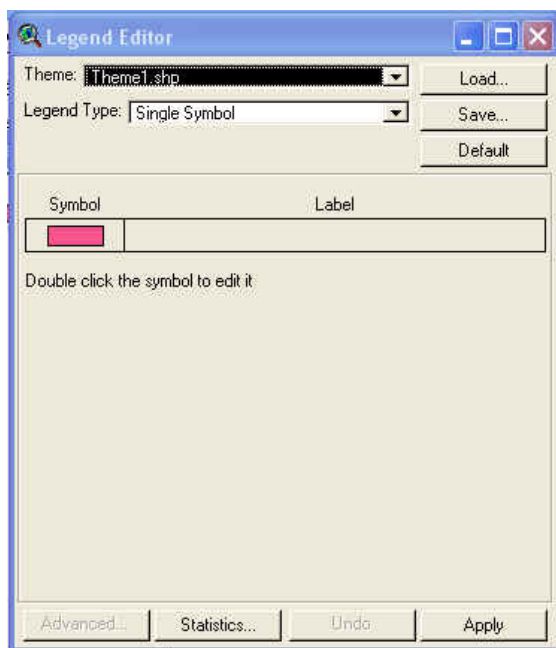 Legend Editor
Theme: Theme1.shp
Load...
Legend Type: Single Symbol
Save...
Default
Symbol Label
Double click the symbol to edit it
Advanced... Statistics... Undo Apply